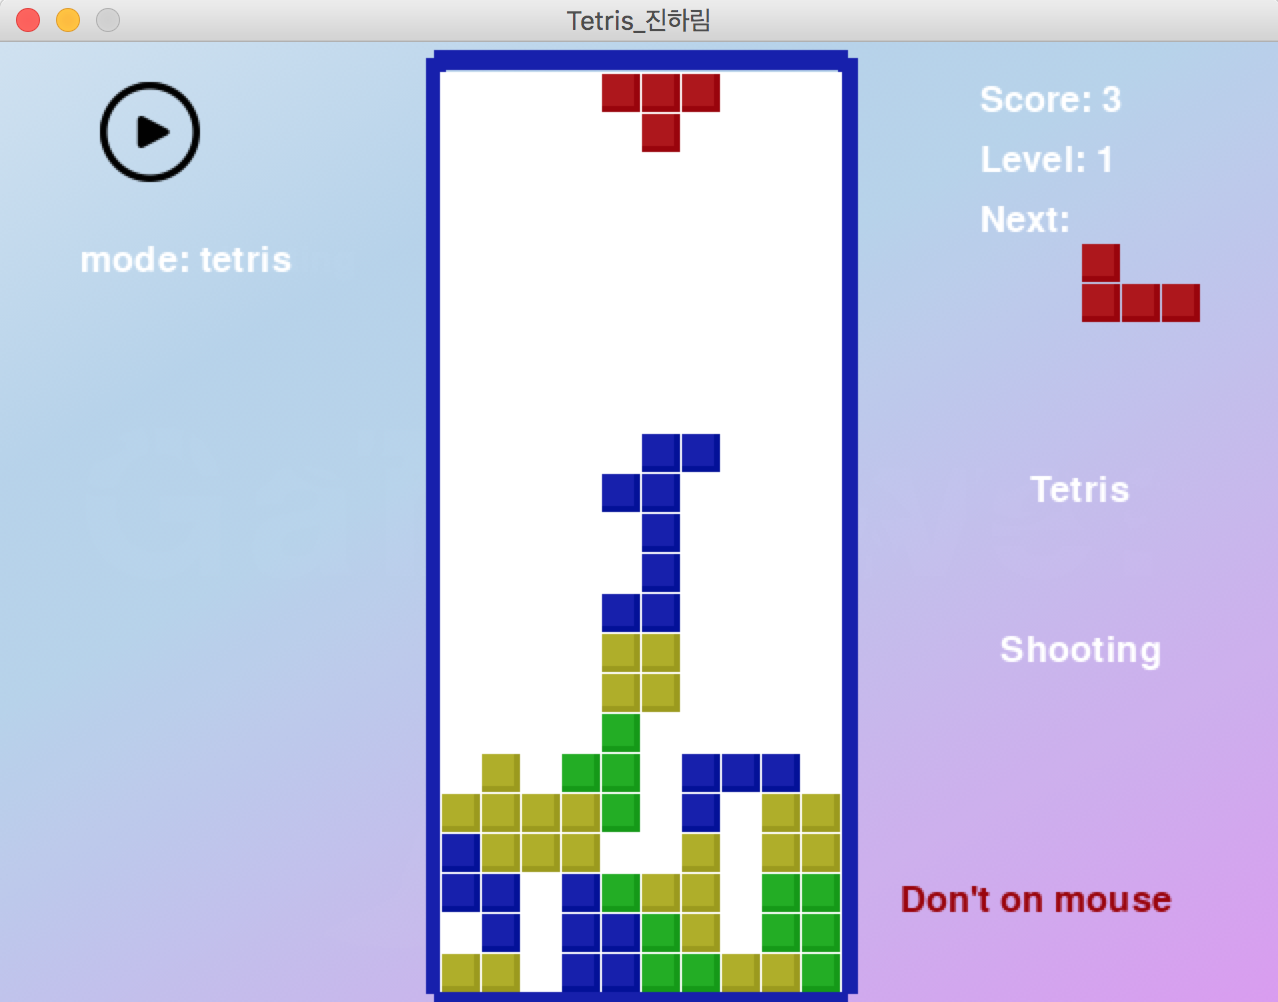 Tetris_진하림
Score: 3
Level: 1
Next:
mode: tetris
Tetris
Shooting
Don't on mouse